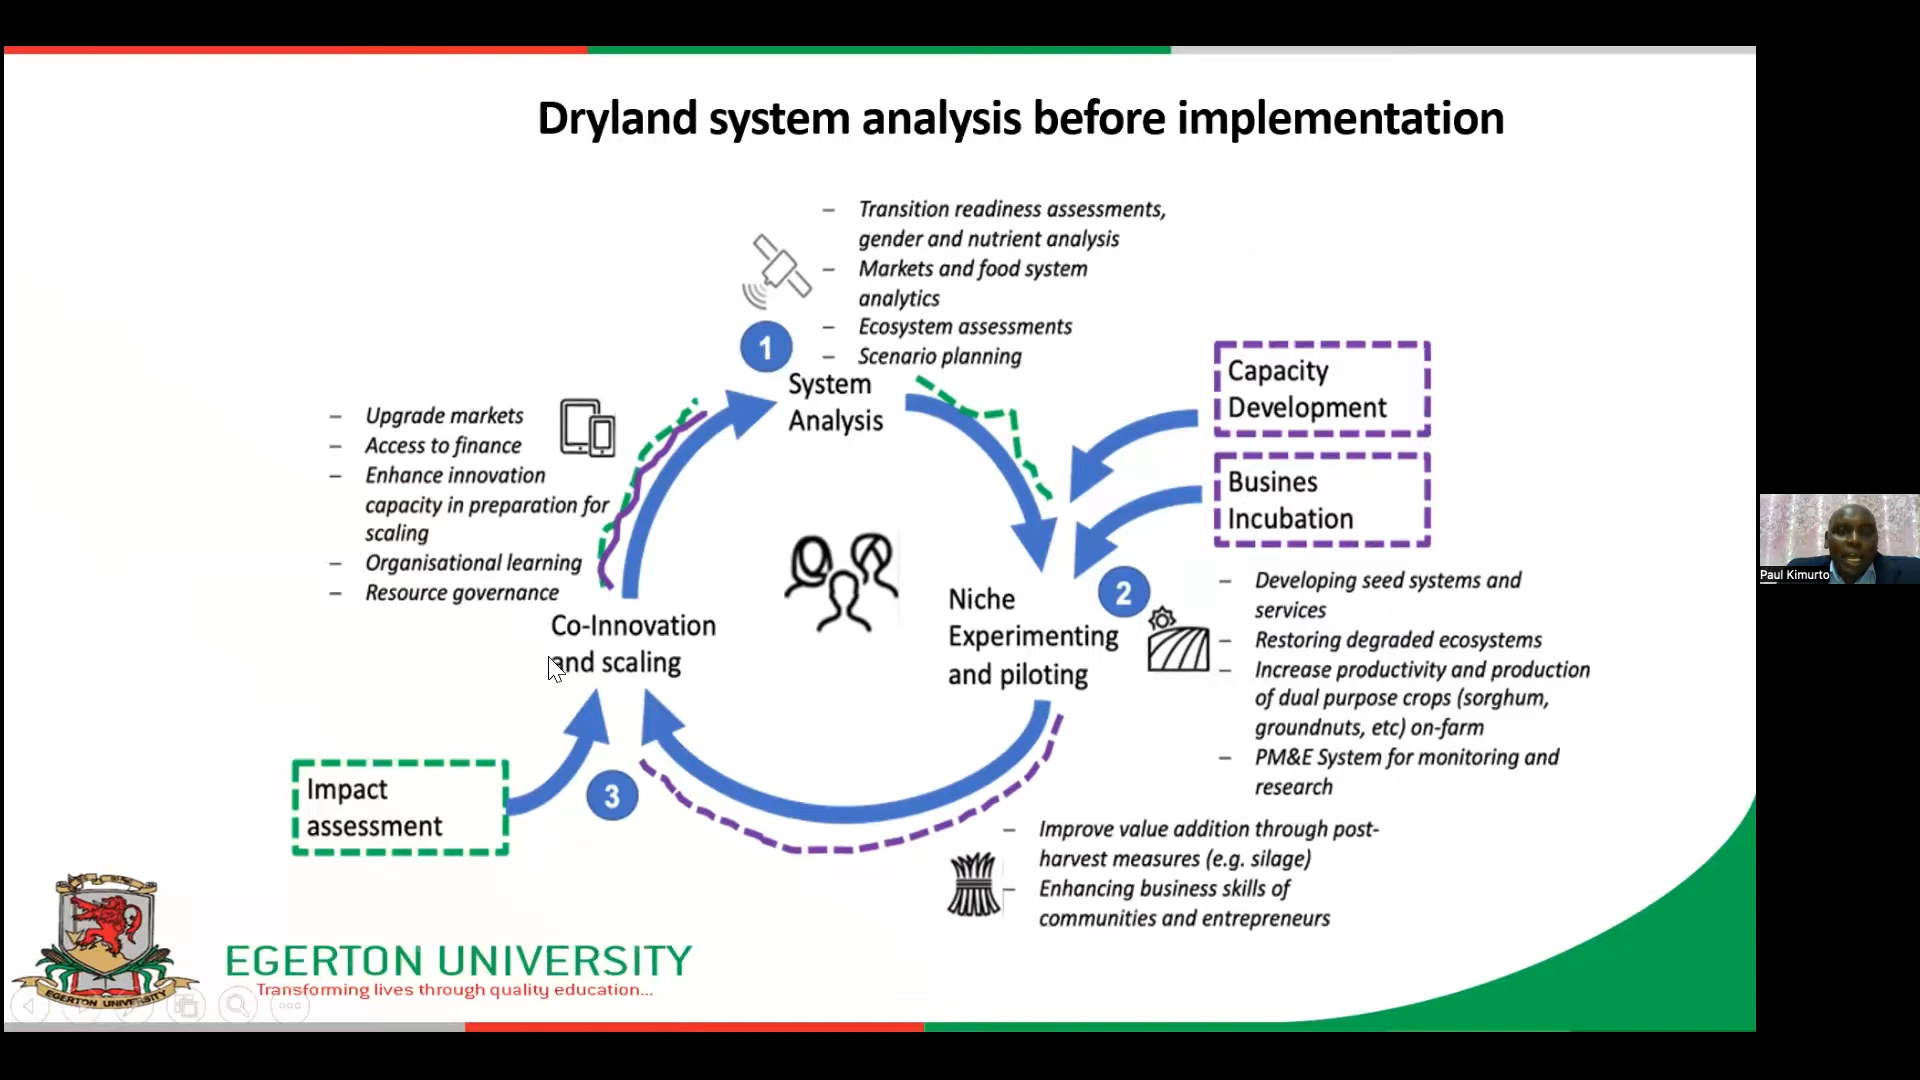 Dryland system analysis before implementation
– Transition readiness assessments,
gender and nutrient analysis
– Markets and food system
analytics
– Ecosystem assessments
– Scenario planning
1
System
Analysis
Capacity
Development
Busines
Incubation
– Upgrade markets
– Access to finance
– Enhance innovation
capacity in preparation for
scaling
– Organisational learning
– Resource governance
Co-Innovation
and scaling
Niche
Experimenting
and piloting
2
– Developing seed systems and
services
– Restoring degraded ecosystems
– Increase productivity and production
of dual purpose crops (sorghum,
groundnuts, etc) on-farm
– PM&E System for monitoring and
research
Impact
assessment
3
– Improve value addition through post-
harvest measures (e.g. silage)
– Enhancing business skills of
communities and entrepreneurs
EGERTON UNIVERSITY
EGERTON UNIVERSITY
Transforming lives through quality education...
Paul Kimurto